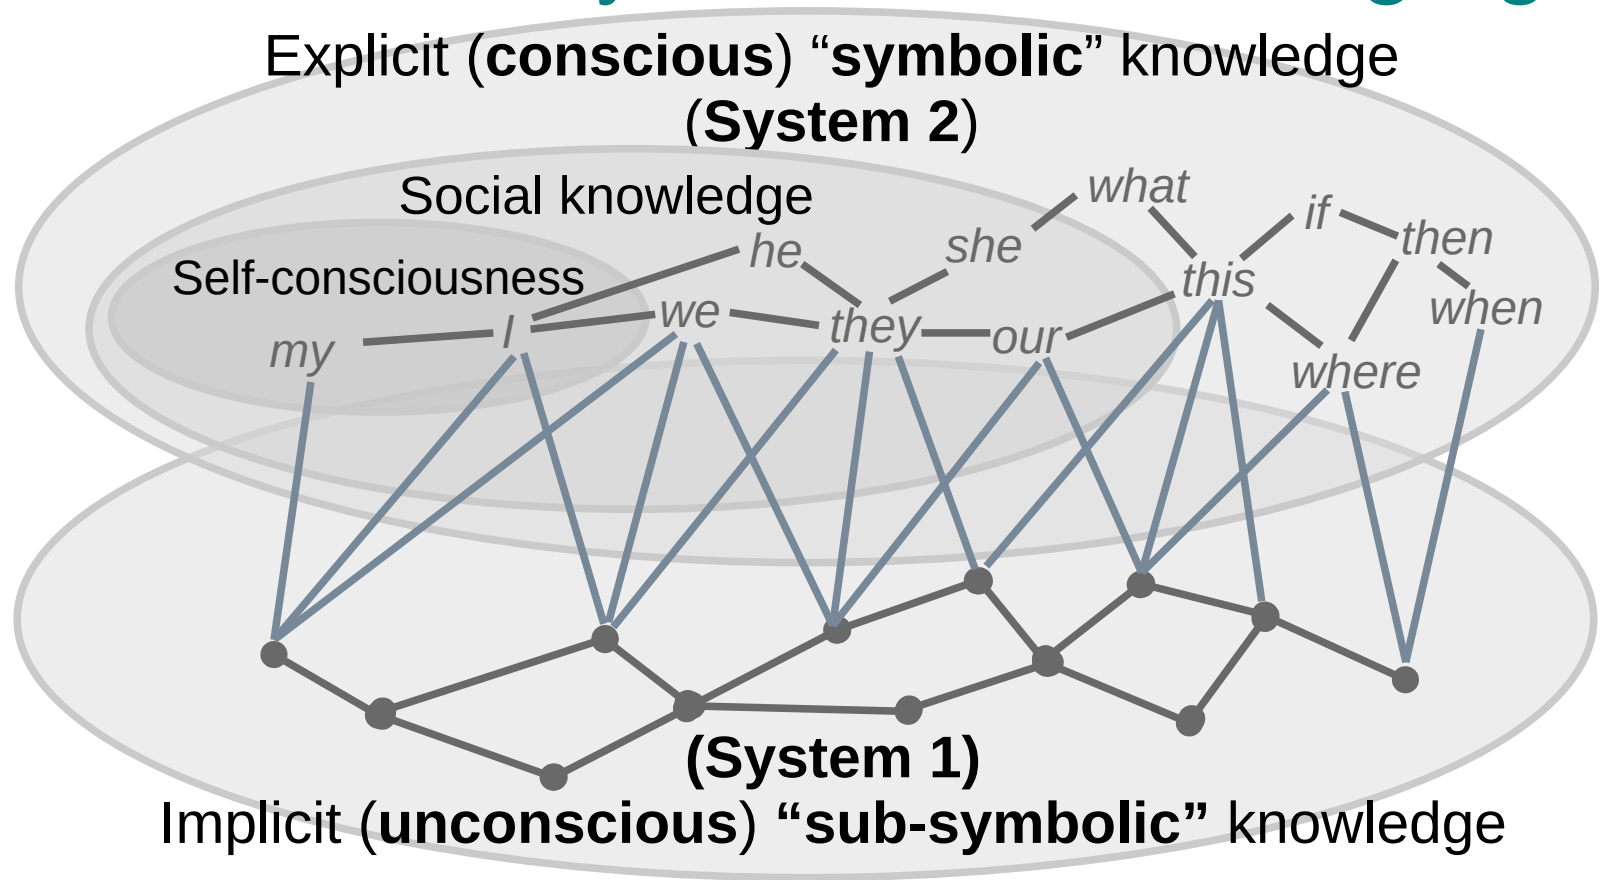 Explicit (conscious) “symbolic” knowledge
(System 2)
Social knowledge
Self-consciousness
my
I
he
we
they
she
our
what
this
if
then
when
where
(System 1)
Implicit (unconscious) “sub-symbolic” knowledge